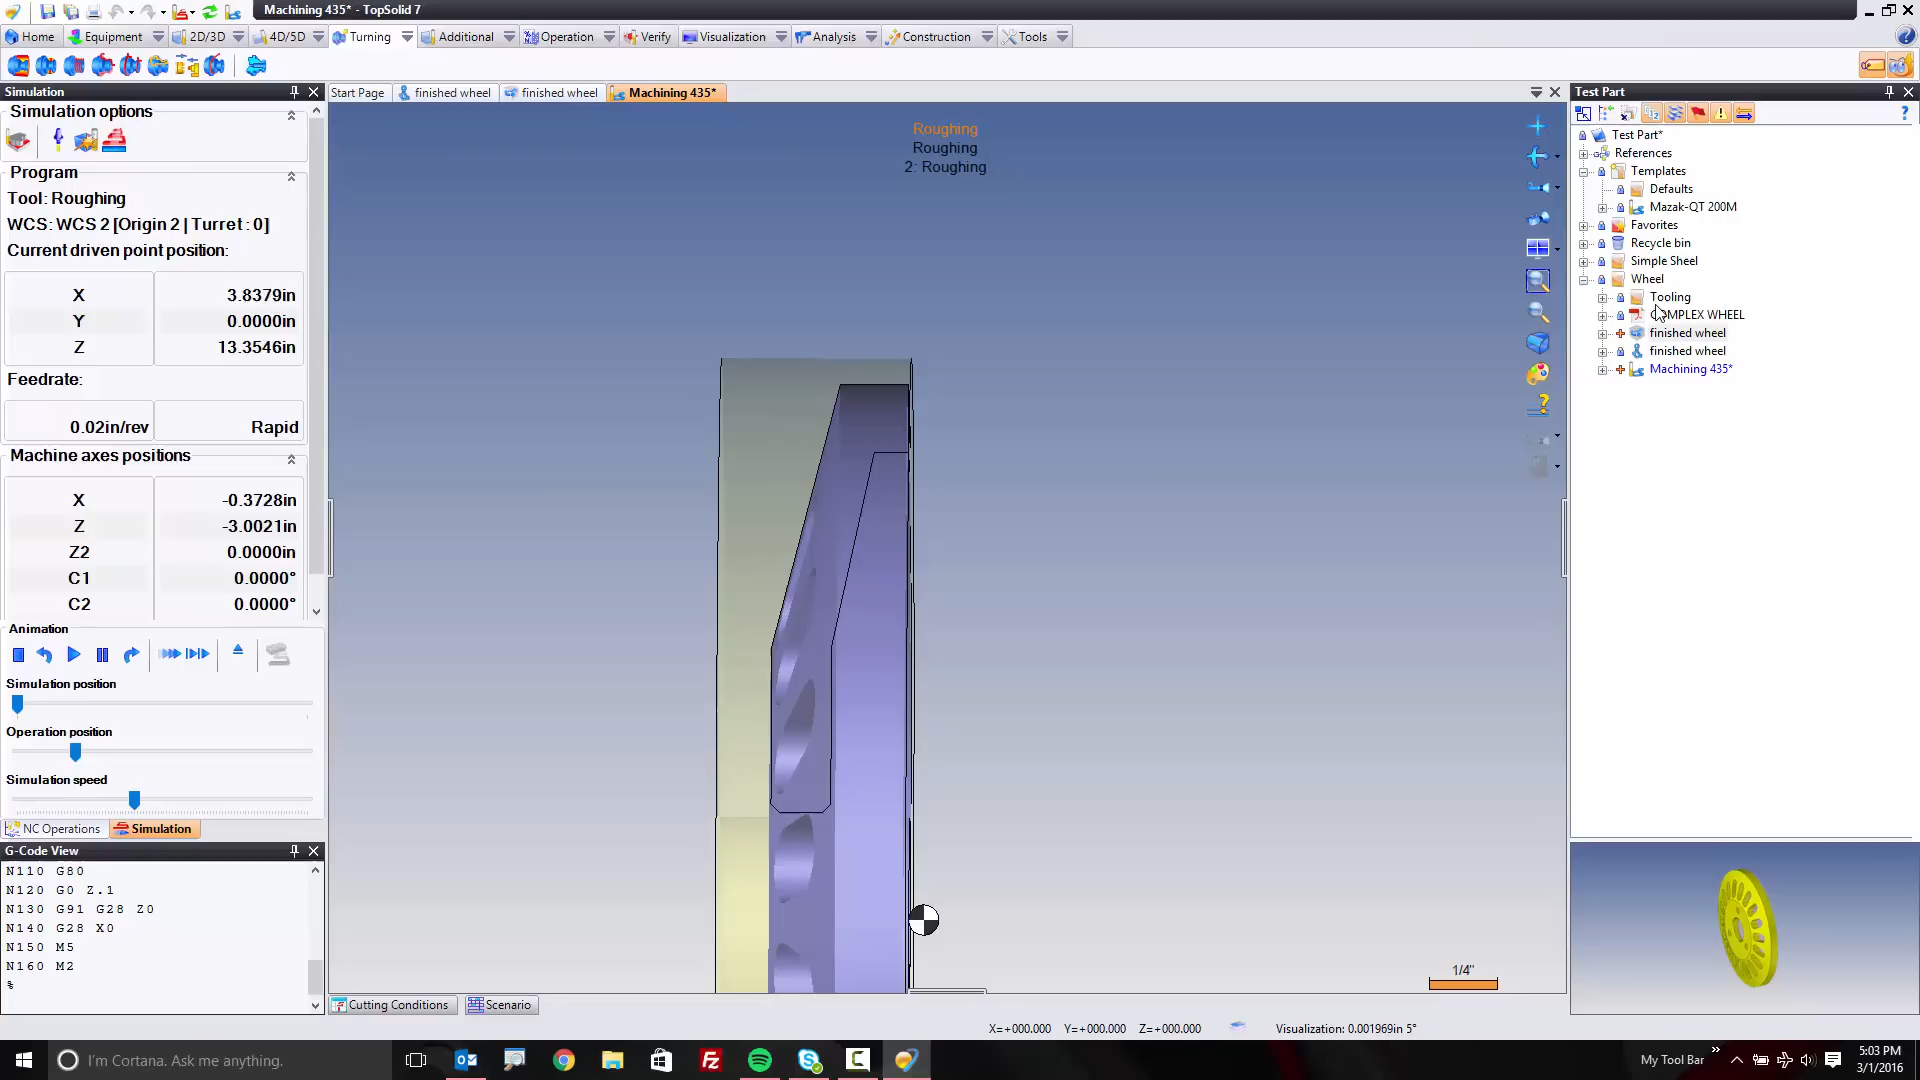 Machining 435* - TopSolid 7
Home
Equipment
2D/3D
4D/5D
Turning
Additional
Operation
Verify
Visualization
Analysis
Construction
Tools
Simulation
Simulation options
Program
Tool: Roughing
WCS: WCS 2 [Origin 2 | Turret : 0]
Current driven point position:
X 3.8379in
Y 0.0000in
Z 13.3546in
Feedrate:
0.02in/rev Rapid
Machine axes positions
X -0.3728in
Z -3.0021in
Z2 0.0000in
C1 0.0000°
C2 0.0000°
Animation
Simulation position
Operation position
Simulation speed
NC Operations
Simulation
G-Code View
N110 G80
N120 G0 Z.1
N130 G91 G28 Z0
N140 G28 X0
N150 M5
N160 M2
%
Start Page
finished wheel
finished wheel
Machining 435*
Roughing
Roughing
2: Roughing
1/4"
Cutting Conditions
Scenario
X=+000.000 Y=+000.000 Z=+000.000
Visualization: 0.001969in 5°
Test Part
Test Part*
References
Templates
Defaults
Mazak-QT 200M
Favorites
Recycle bin
Simple Sheel
Wheel
Tooling
COMPLEX WHEEL
finished wheel
finished wheel
Machining 435*
I'm Cortana. Ask me anything.
My Tool Bar
5:03 PM
3/1/2016